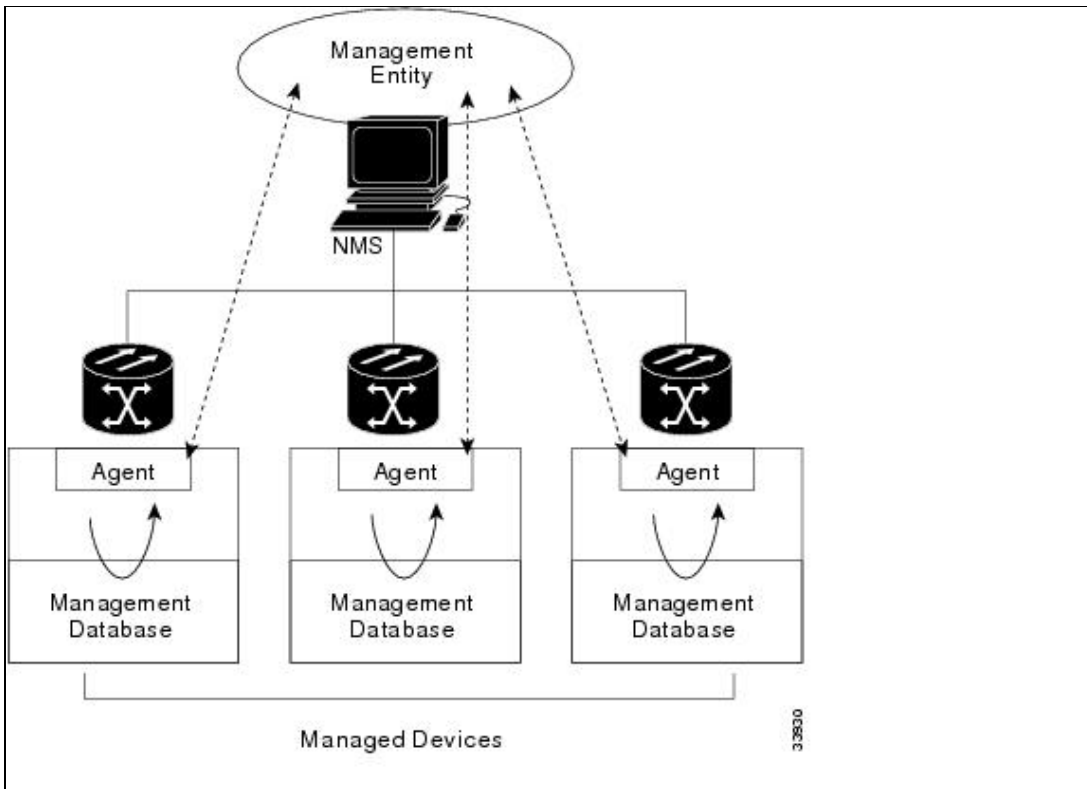 Management
Entity
NMS
Agent
Agent
Agent
Management
Database
Management
Database
Management
Database
Managed Devices
33930